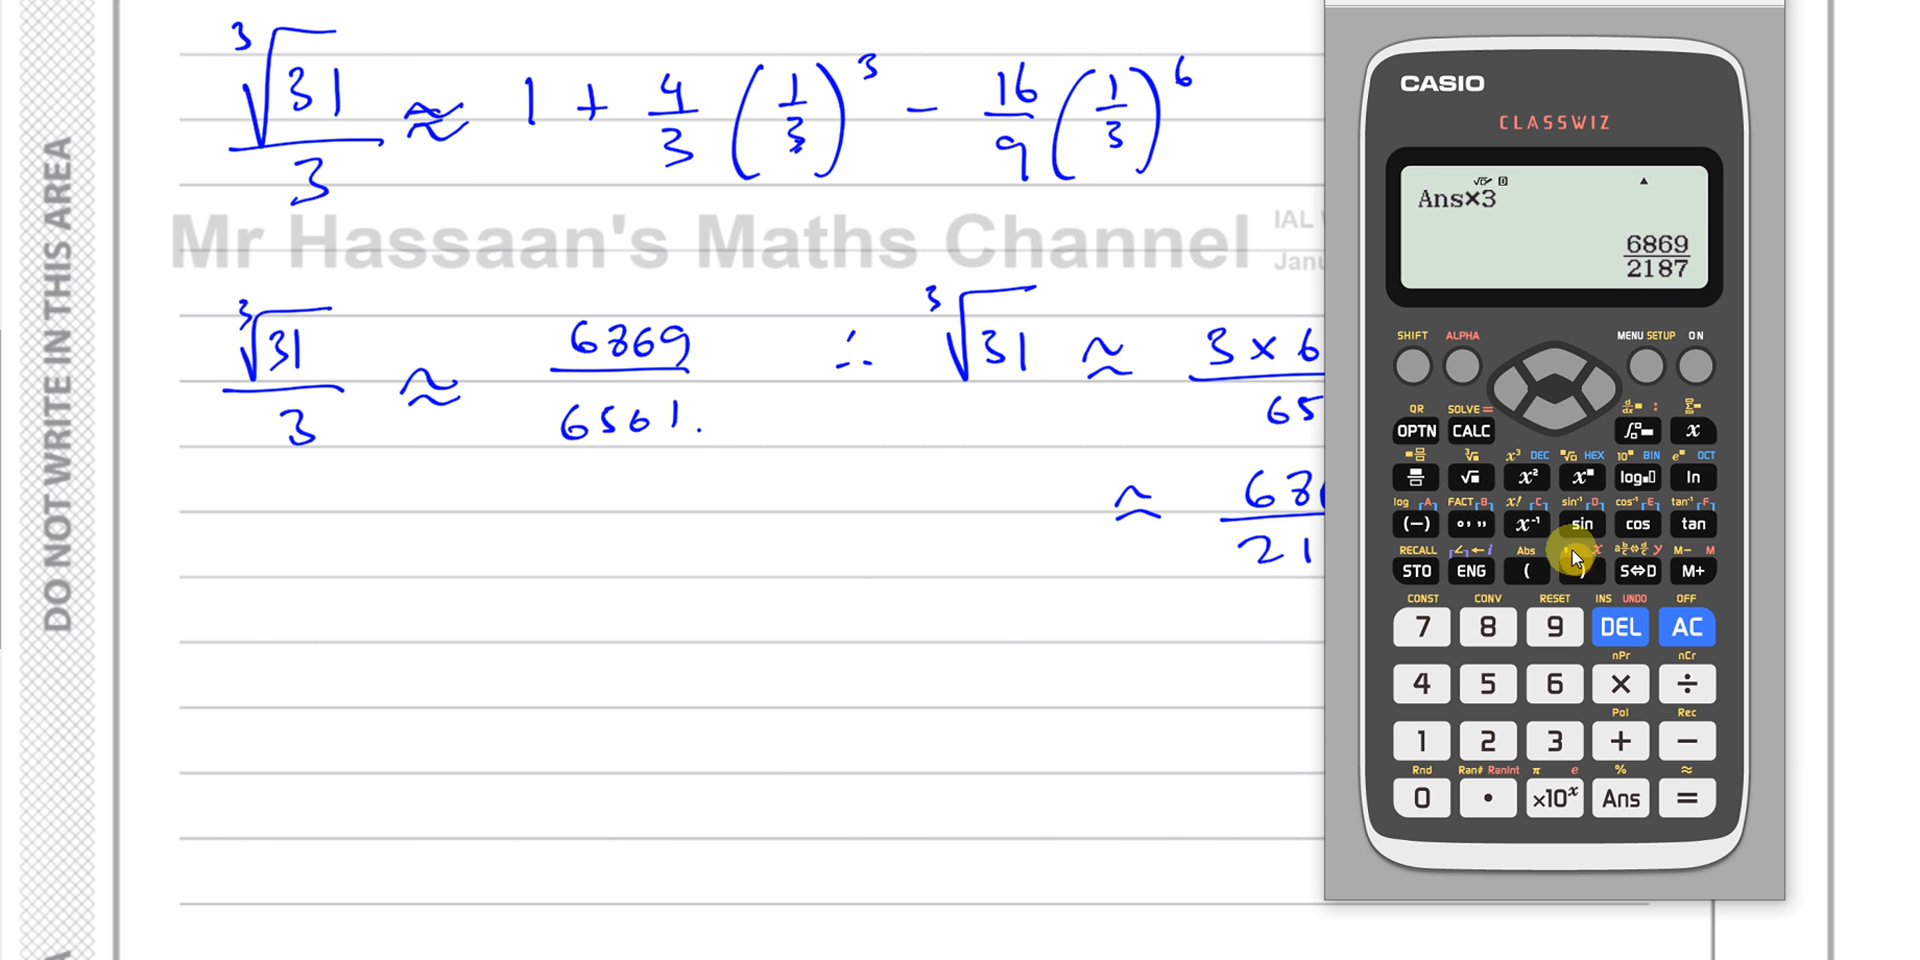 DO NOT WRITE IN THIS AREA
∛31/3 ≈ 1 + 4/3 (1/3)^3 − 16/9 (1/3)^6
Mr Hassaan's Maths Channel
IAL
Janu
∛31/3 ≈ 6869/6561. ∴ ∛31 ≈ 3 × 6
65
≈ 68
21
CASIO
CLASSWIZ
√▫/ D ▲
Ans×3
6869/2187
SHIFT ALPHA MENU SETUP ON
QR SOLVE = d/dx▪ : Σ▪
OPTN CALC ∫▪ x
▪▫/▫ ³√▪ x³ DEC ▪√▫ HEX 10▪ BIN e▪ OCT
▫/▫ √▪ x² x▪ log▪▫ ln
log A FACT B x! C sin⁻¹ D cos⁻¹ E tan⁻¹ F
(−) °’” x⁻¹ sin cos tan
RECALL ∠ ← i Abs x a b/c⇔d/c y M− M
STO ENG ( ) S⇔D M+
CONST CONV RESET INS UNDO OFF
7 8 9 DEL AC
nPr nCr
4 5 6 × ÷
Pol Rec
1 2 3 + −
Rnd Ran# RanInt π e % ≈
0 • ×10ˣ Ans =